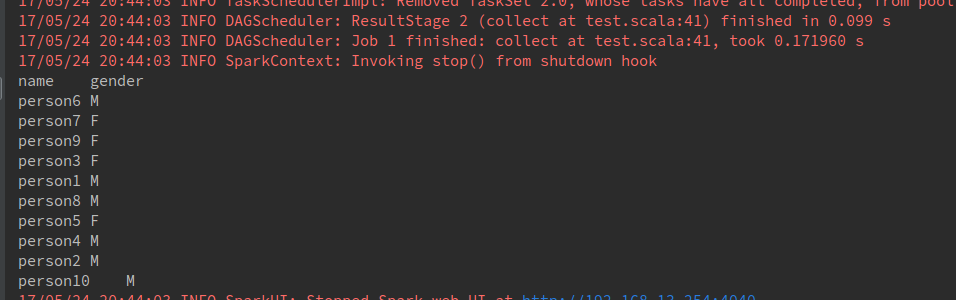 17/05/24 20:44:03 INFO TaskSchedulerImpl: Removed TaskSet 2.0, whose tasks have all completed, from pool
17/05/24 20:44:03 INFO DAGScheduler: ResultStage 2 (collect at test.scala:41) finished in 0.099 s
17/05/24 20:44:03 INFO DAGScheduler: Job 1 finished: collect at test.scala:41, took 0.171960 s
17/05/24 20:44:03 INFO SparkContext: Invoking stop() from shutdown hook
name gender
person6 M
person7 F
person9 F
person3 F
person1 M
person8 M
person5 F
person4 M
person2 M
person10 M
17/05/24 20:44:03 INFO SparkUI: Stopped Spark web UI at http://192.168.13.254:4040